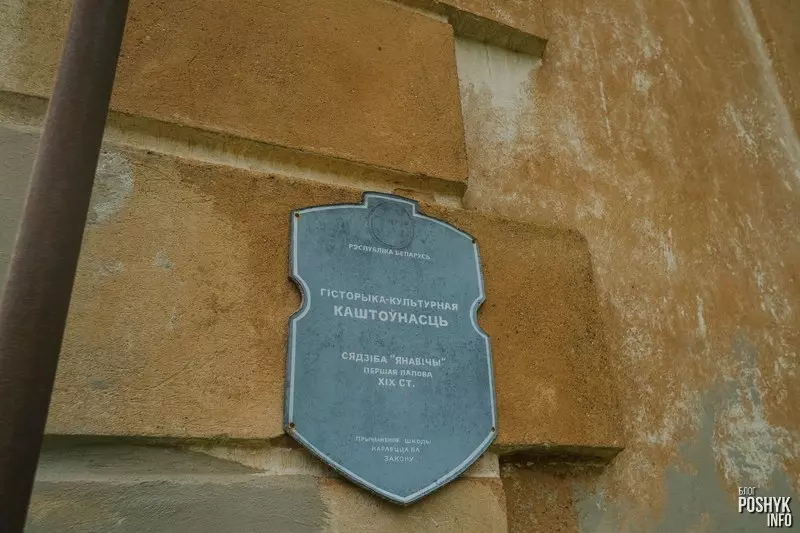 РЭСПУБЛІКА БЕЛАРУСЬ
ГІСТОРЫКА-КУЛЬТУРНАЯ
КАШТОЎНАСЦЬ
СЯДЗІБА "ЯНАВІЧЫ"
ПЕРШАЯ ПАЛОВА
XIX СТ.
ПРЫЧЫНЕННЕ ШКОДЫ
КАРАЕЦЦА ПА
ЗАКОНУ
БЛОГ
POSHYK
INFO